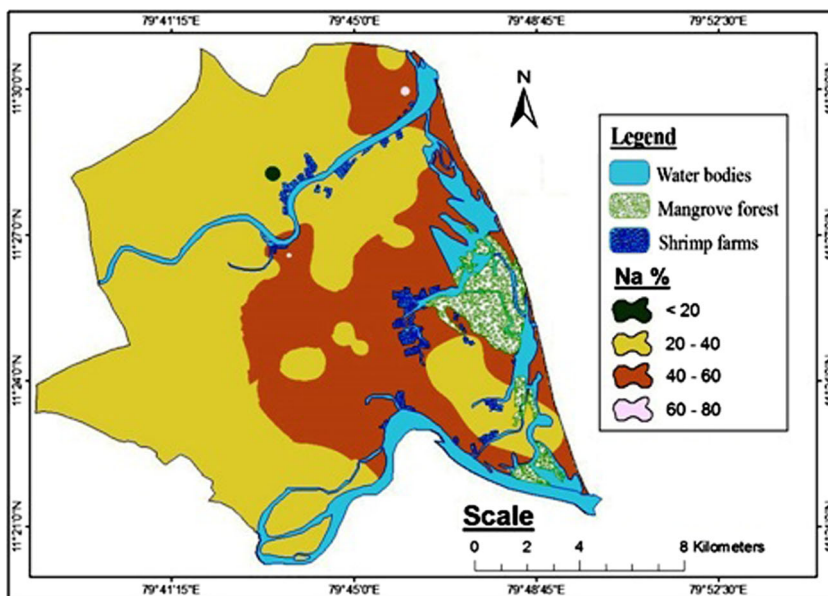 79°41'15"E 79°45'0"E 79°48'45"E 79°52'30"E
11°30'0"N
11°30'0"N
N
Legend
Water bodies
Mangrove forest
Shrimp farms
11°27'0"N
Na %
< 20
20 - 40
40 - 60
60 - 80
11°24'0"N
11°21'0"N
Scale
0 2 4 8 Kilometers
79°41'15"E 79°45'0"E 79°48'45"E 79°52'30"E